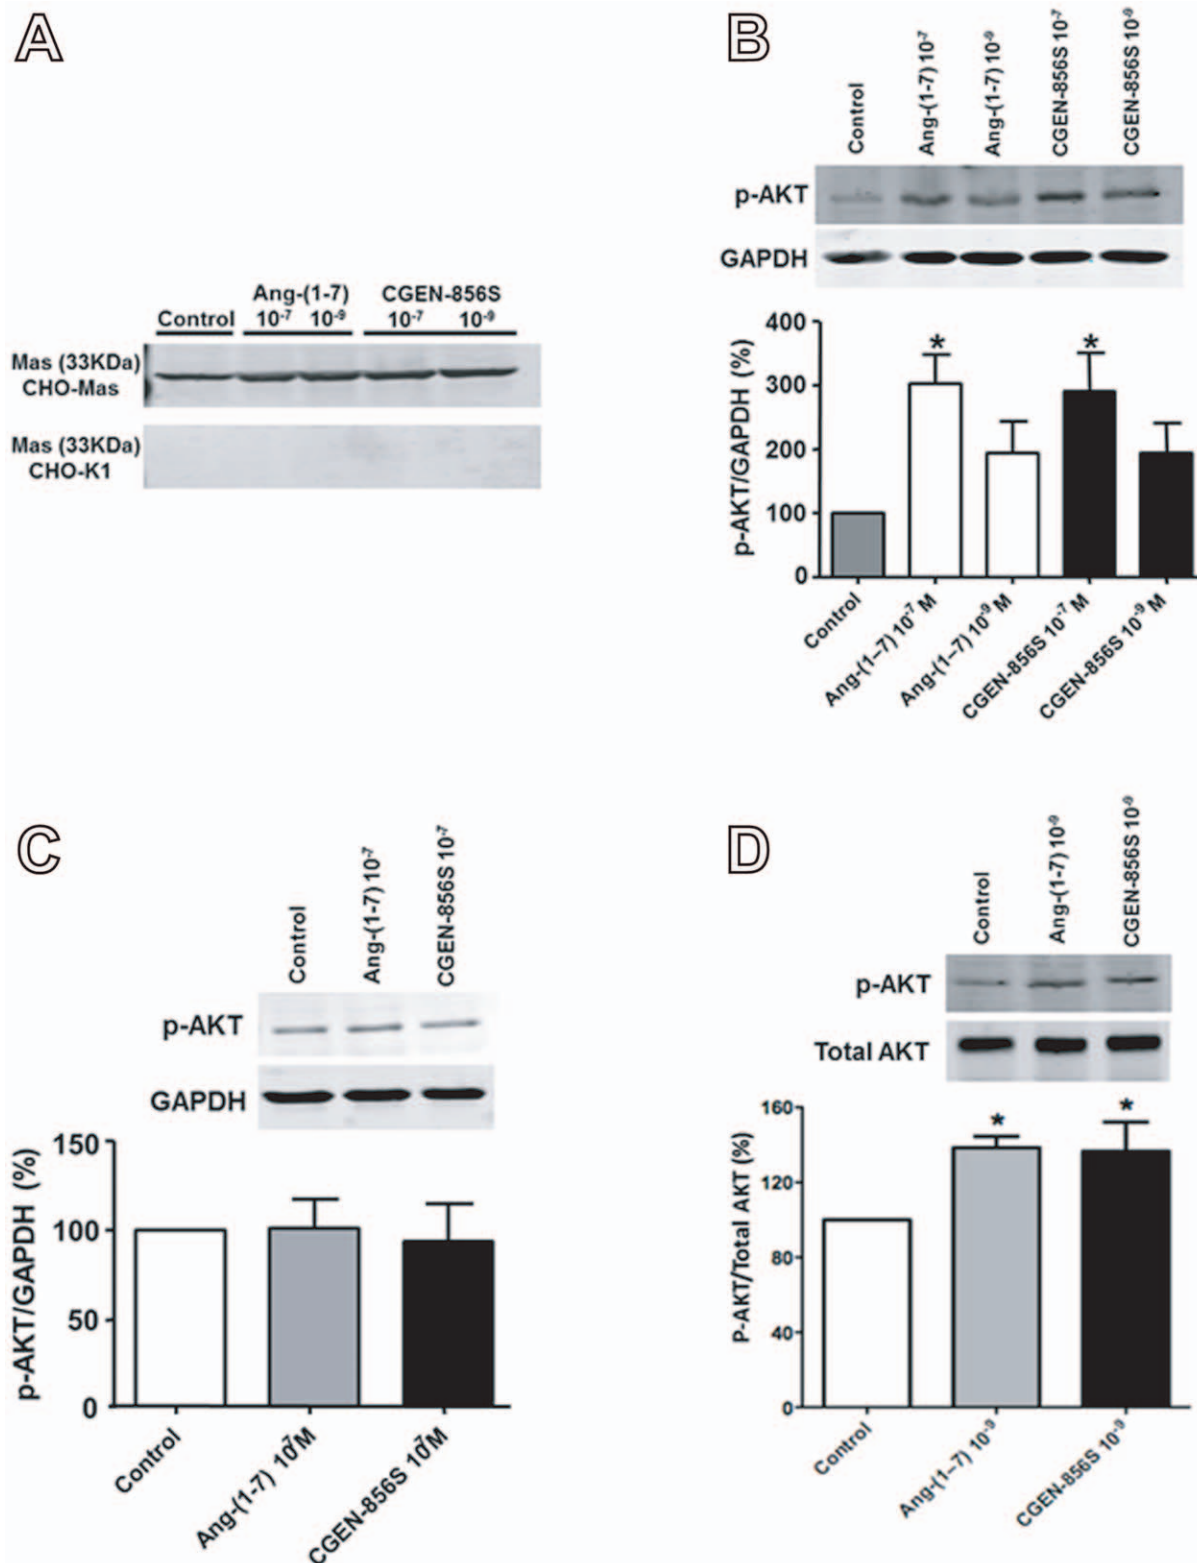 A
Ang-(1-7) CGEN-856S
Control 10⁻⁷ 10⁻⁹ 10⁻⁷ 10⁻⁹
Mas (33KDa)
CHO-Mas
Mas (33KDa)
CHO-K1
B
Control
Ang-(1-7) 10⁻⁷
Ang-(1-7) 10⁻⁹
CGEN-856S 10⁻⁷
CGEN-856S 10⁻⁹
p-AKT
GAPDH
p-AKT/GAPDH (%)
400
300
200
100
0
Control
Ang-(1–7) 10⁻⁷ M
Ang-(1–7) 10⁻⁹ M
CGEN-856S 10⁻⁷ M
CGEN-856S 10⁻⁹ M
*
*
C
Control
Ang-(1-7) 10⁻⁷
CGEN-856S 10⁻⁷
p-AKT
GAPDH
p-AKT/GAPDH (%)
150
100
50
0
Control
Ang-(1-7) 10⁻⁷M
CGEN-856S 10⁻⁷M
D
Control
Ang-(1-7) 10⁻⁹
CGEN-856S 10⁻⁹
p-AKT
Total AKT
P-AKT/Total AKT (%)
160
120
80
40
0
*
*
Control
Ang-(1–7) 10⁻⁹
CGEN-856S 10⁻⁹